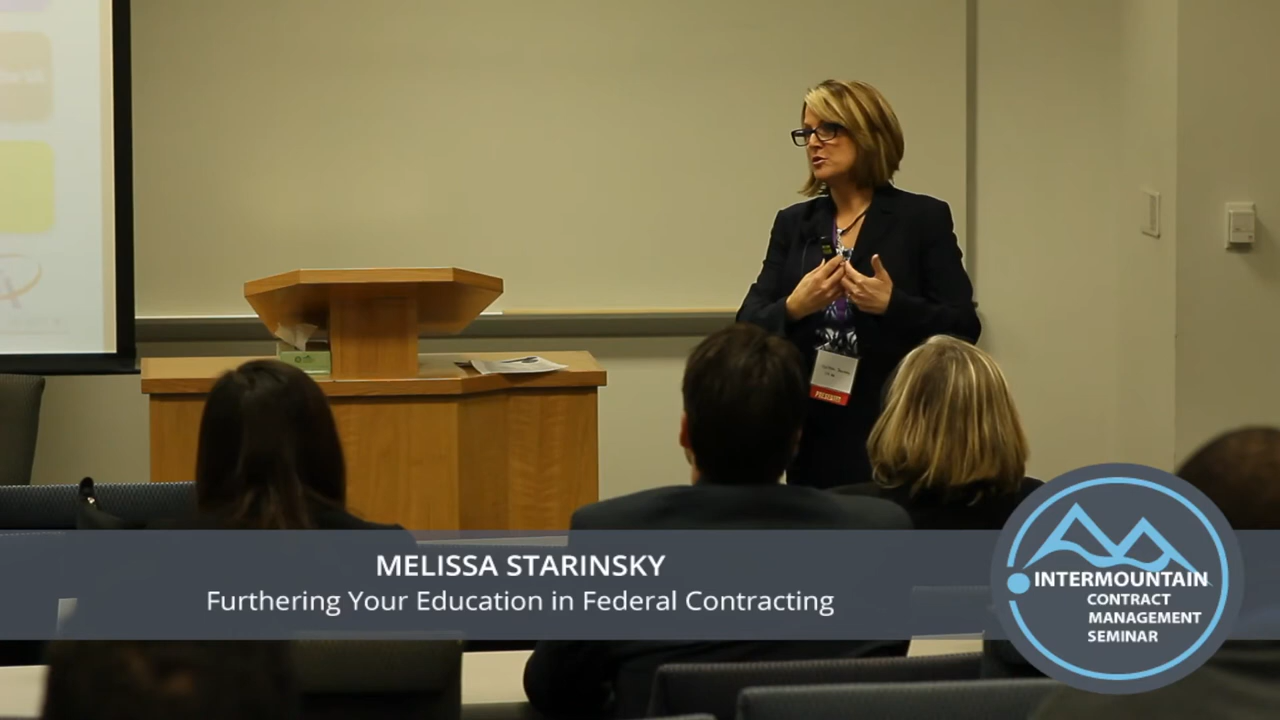 MELISSA STARINSKY
Furthering Your Education in Federal Contracting
INTERMOUNTAIN
CONTRACT
MANAGEMENT
SEMINAR